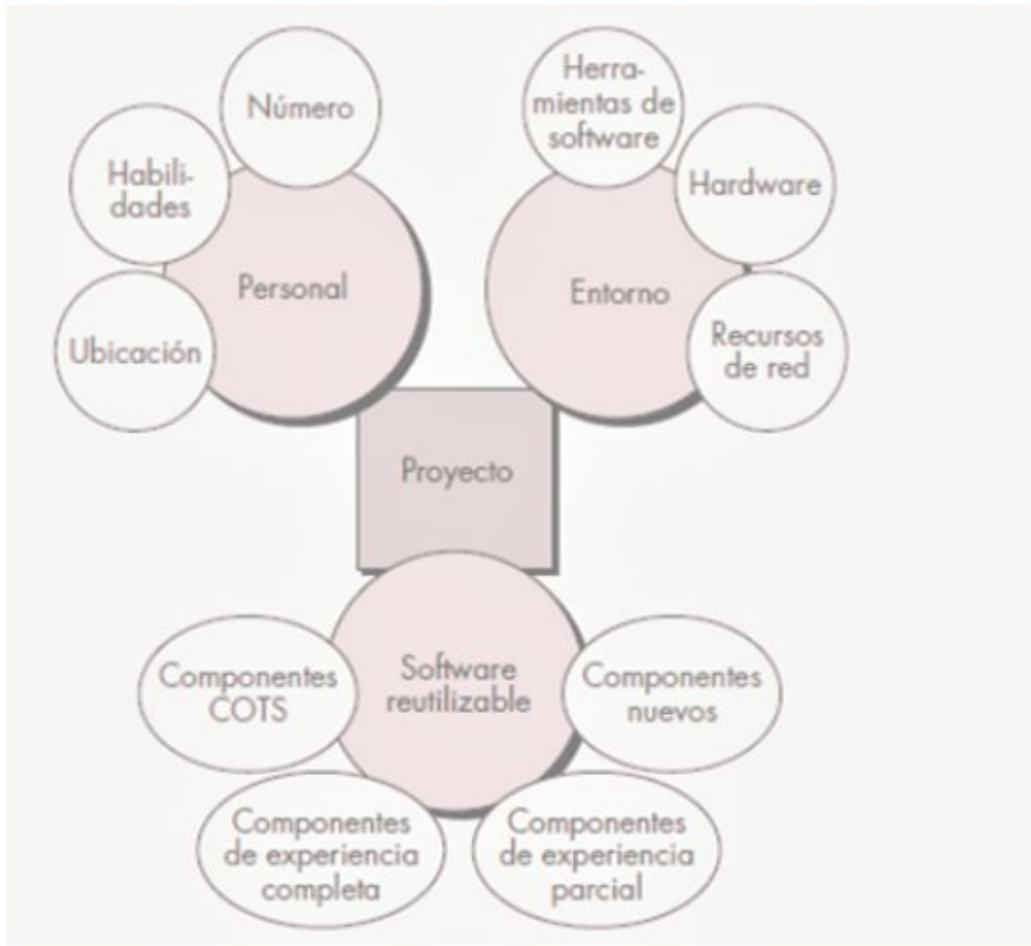 Número
Habili-
dades
Ubicación
Personal
Herra-
mientas de
software
Hardware
Recursos
de red
Entorno
Proyecto
Software
reutilizable
Componentes
COTS
Componentes
nuevos
Componentes
de experiencia
completa
Componentes
de experiencia
parcial